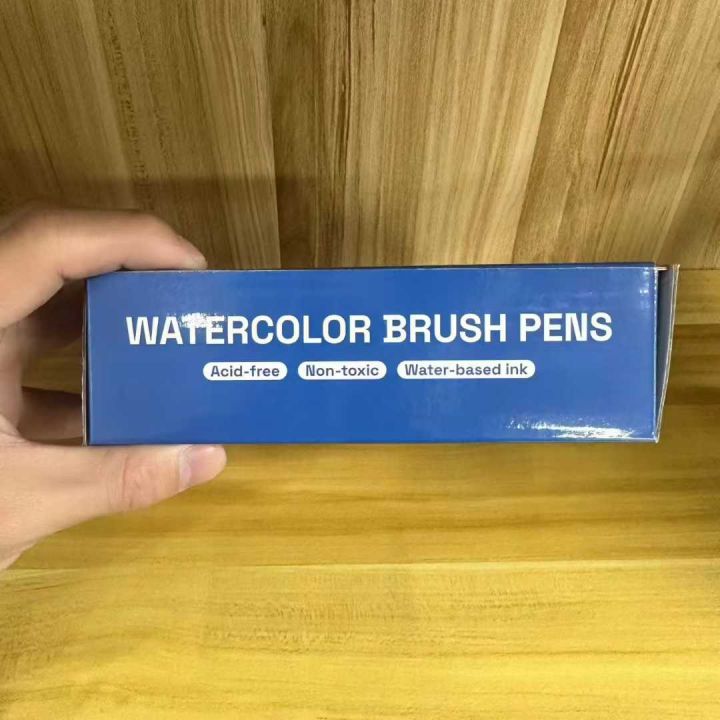 WATERCOLOR BRUSH PENS
Acid-free Non-toxic Water-based ink